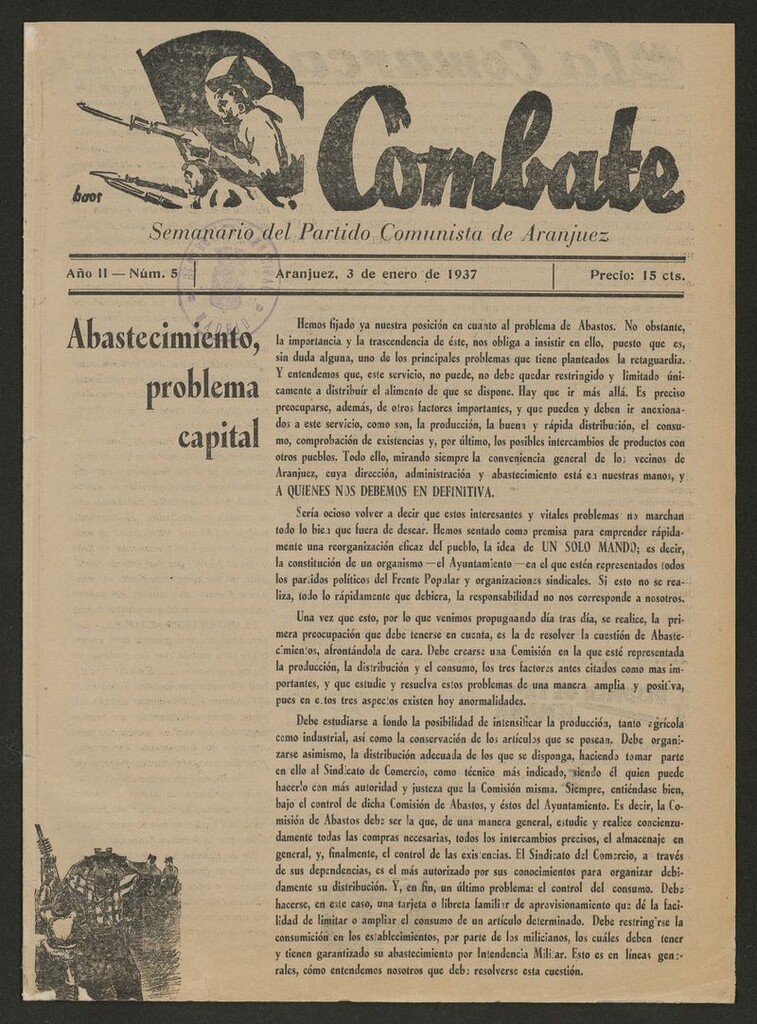 baos
Combate
Semanario del Partido Comunista de Aranjuez
Año II — Núm. 5
Aranjuez, 3 de enero de 1937
Precio: 15 cts.
Abastecimiento,
problema
capital
Hemos fijado ya nuestra posición en cuanto al problema de Abastos. No obstante,
la importancia y la trascendencia de éste, nos obliga a insistir en ello, puesto que es,
sin duda alguna, uno de los principales problemas que tiene planteados la retaguardia.
Y entendemos que, este servicio, no puede, no debe quedar restringido y limitado úni-
camente a distribuír el alimento de que se dispone. Hay que ir más allá. Es preciso
preocuparse, además, de otros factores importantes, y que pueden y deben ir anexiona-
dos a este servicio, como son, la producción, la buena y rápida distribución, el consu-
mo, comprobación de existencias y, por último, los posibles intercambios de productos con
otros pueblos. Todo ello, mirando siempre la conveniencia general de los vecinos de
Aranjuez, cuya dirección, administración y abastecimiento está en nuestras manos, y
A QUIENES NOS DEBEMOS EN DEFINITIVA.
Sería ocioso volver a decir que estos interesantes y vitales problemas no marchan
todo lo bien que fuera de desear. Hemos sentado como premisa para emprender rápida-
mente una reorganización eficaz del pueblo, la idea de UN SOLO MANDO; es decir,
la constitución de un organismo —el Ayuntamiento— en el que estén representados todos
los partidos políticos del Frente Popular y organizaciones sindicales. Si esto no se rea-
liza, todo lo rápidamente que debiera, la responsabilidad no nos corresponde a nosotros.
Una vez que esto, por lo que venimos propugnando día tras día, se realice, la pri-
mera preocupación que debe tenerse en cuenta, es la de resolver la cuestión de Abaste-
cimientos, afrontándola de cara. Debe crearse una Comisión en la que esté representada
la producción, la distribución y el consumo, los tres factores antes citados como mas im-
portantes, y que estudie y resuelva estos problemas de una manera amplia y positiva,
pues en estos tres aspectos existen hoy anormalidades.
Debe estudiarse a fondo la posibilidad de intensificar la producción, tanto agrícola
como industrial, así como la conservación de los artículos que se posean. Debe organi-
zarse asimismo, la distribución adecuada de los que se disponga, haciendo tomar parte
en ello al Sindicato de Comercio, como técnico más indicado, siendo él quien puede
hacerlo con más autoridad y justeza que la Comisión misma. Siempre, entiéndase bien,
bajo el control de dicha Comisión de Abastos, y éstos del Ayuntamiento. Es decir, la Co-
misión de Abastos debe ser la que, de una manera general, estudie y realice concienzu-
damente todas las compras necesarias, todos los intercambios precisos, el almacenaje en
general, y, finalmente, el control de las existencias. El Sindicato del Comercio, a través
de sus dependencias, es el más autorizado por sus conocimientos para organizar debi-
damente su distribución. Y, en fin, un último problema: el control del consumo. Debe
hacerse, en este caso, una tarjeta o libreta familiar de aprovisionamiento que dé la faci-
lidad de limitar o ampliar el consumo de un artículo determinado. Debe restringirse la
consumición en los establecimientos, por parte de los milicianos, los cuáles deben tener
y tienen garantizado su abastecimiento por Intendencia Militar. Esto es en líneas gene-
rales, cómo entendemos nosotros que debe resolverse esta cuestión.